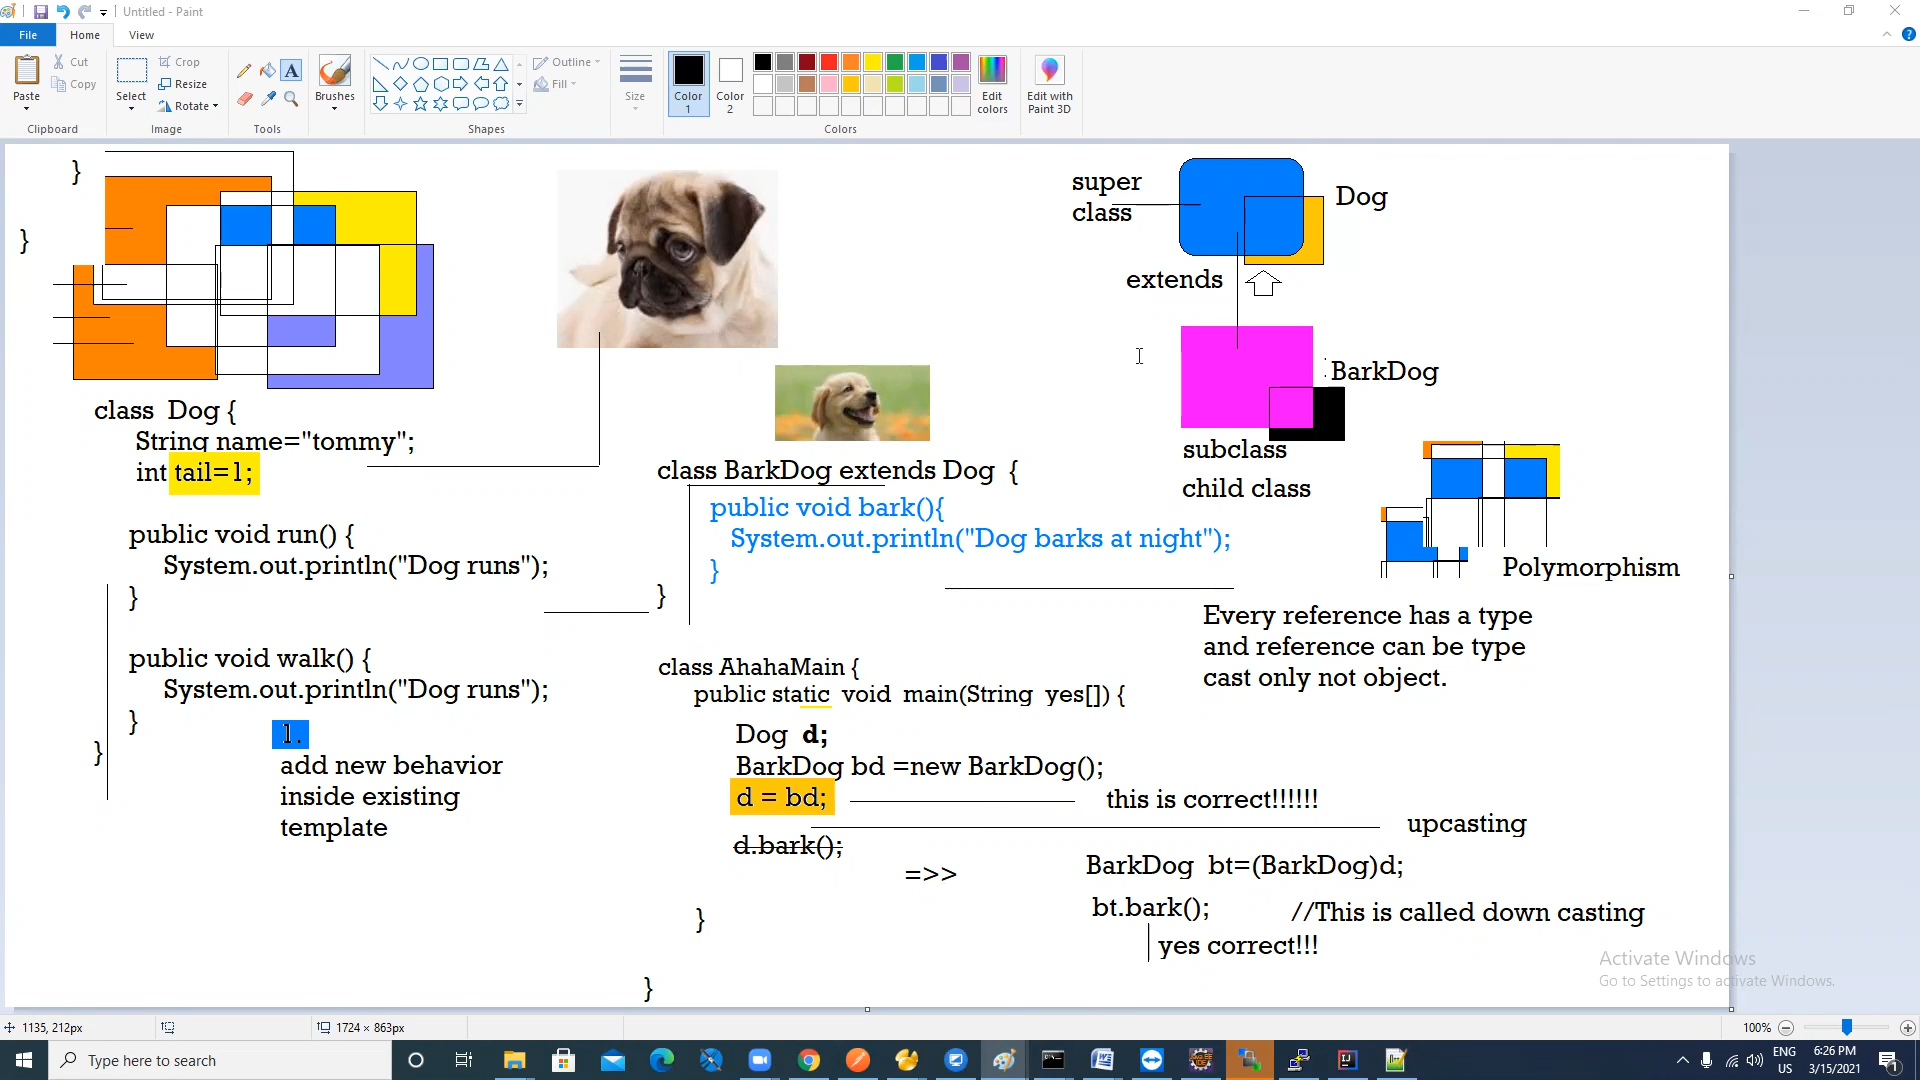 Untitled - Paint
File
Home
View
Paste
Cut
Copy
Clipboard
Select
Crop
Resize
Rotate
Image
A
Tools
Brushes
Shapes
Outline
Fill
Size
Color
1
Color
2
Colors
Edit
colors
Edit with
Paint 3D
}
}
class  Dog {
String name="tommy";
int tail=1;
public void run() {
System.out.println("Dog runs");
}
public void walk() {
System.out.println("Dog runs");
}
}
1.
add new behavior
inside existing
template
class BarkDog extends Dog  {
public void bark(){
System.out.println("Dog barks at night");
}
}
class AhahaMain {
public static  void  main(String  yes[]) {
Dog  d;
BarkDog bd =new BarkDog();
d = bd;
this is correct!!!!!!
upcasting
d.bark();
=>>
BarkDog  bt=(BarkDog)d;
bt.bark();
//This is called down casting
yes correct!!!
}
}
super
class
Dog
extends
BarkDog
subclass
child class
Polymorphism
Every reference has a type
and reference can be type
cast only not object.
Activate Windows
Go to Settings to activate Windows.
1135, 212px
1724 × 863px
100%
Type here to search
ENG
US
6:26 PM
3/15/2021
1